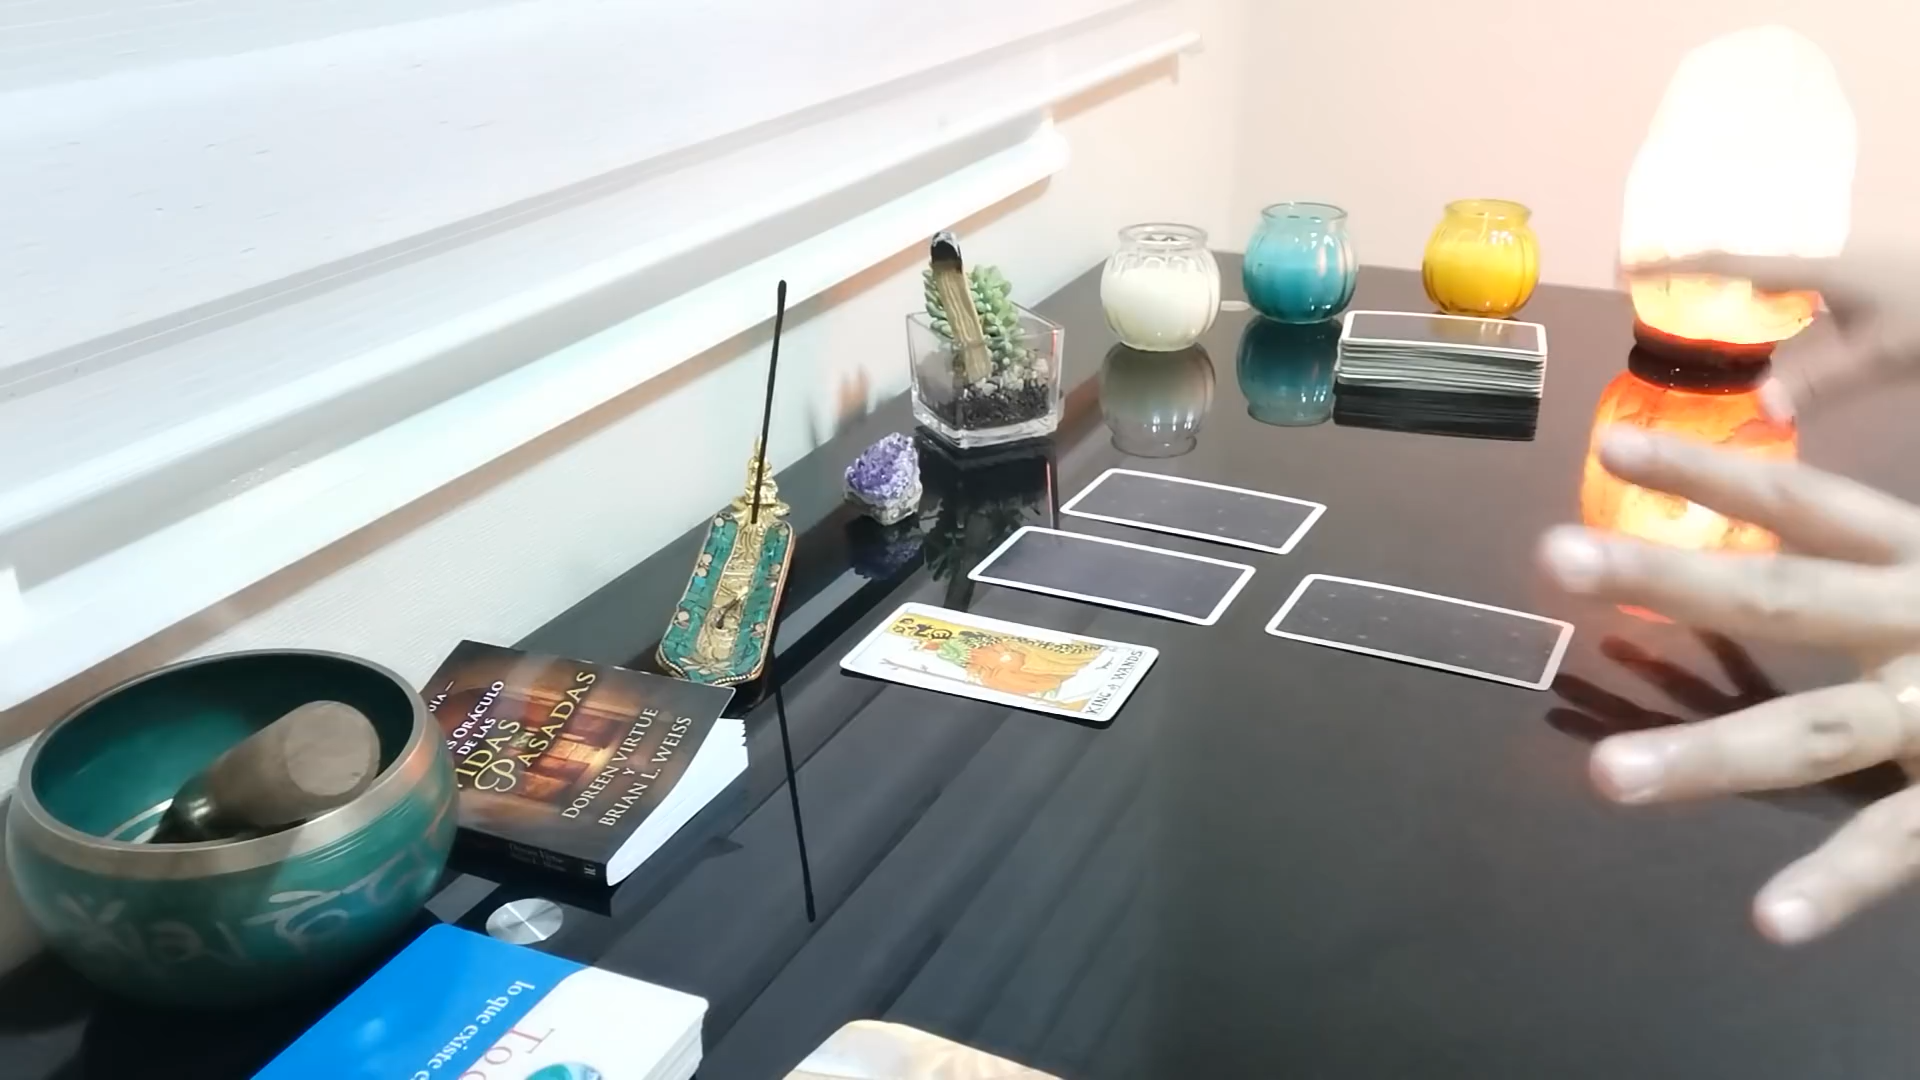 ORÁCULO
DE LAS
VIDAS
PASADAS
DOREEN VIRTUE
Y
BRIAN L. WEISS
KING of WANDS
lo que existe